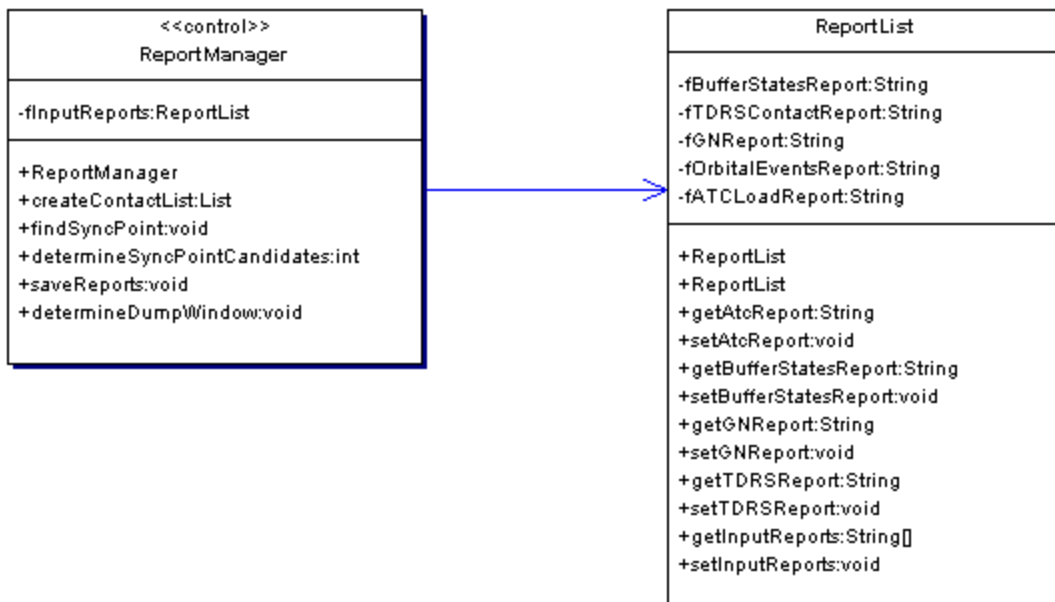 <<control>>
ReportManager
-fInputReports:ReportList
+ReportManager
+createContactList:List
+findSyncPoint:void
+determineSyncPointCandidates:int
+saveReports:void
+determineDumpWindow:void
ReportList
-fBufferStatesReport:String
-fTDRSContactReport:String
-fGNReport:String
-fOrbitalEventsReport:String
-fATCLoadReport:String
+ReportList
+ReportList
+getAtcReport:String
+setAtcReport:void
+getBufferStatesReport:String
+setBufferStatesReport:void
+getGNReport:String
+setGNReport:void
+getTDRSReport:String
+setTDRSReport:void
+getInputReports:String[]
+setInputReports:void